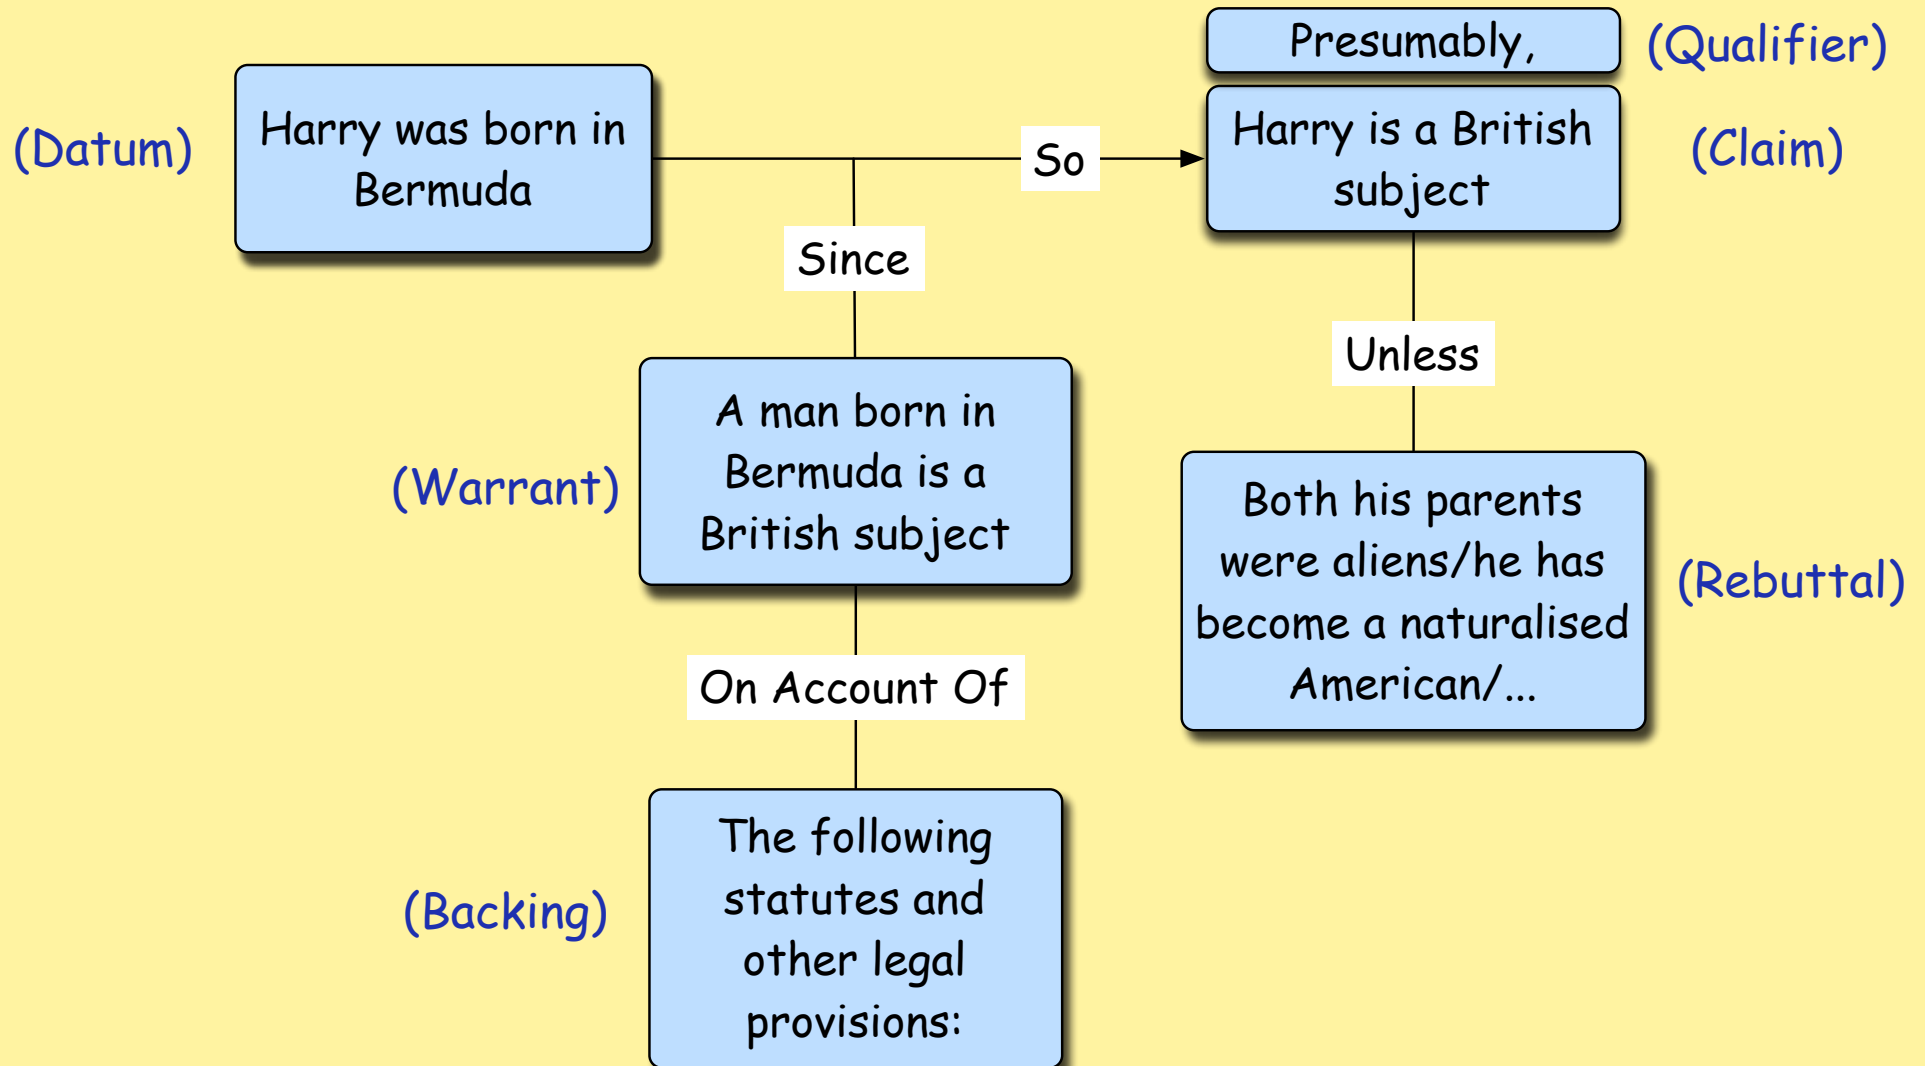 (Datum)
Harry was born in
Bermuda
So
Presumably,
(Qualifier)
Harry is a British
subject
(Claim)
Since
Unless
(Warrant)
A man born in
Bermuda is a
British subject
Both his parents
were aliens/he has
become a naturalised
American/...
(Rebuttal)
On Account Of
(Backing)
The following
statutes and
other legal
provisions: